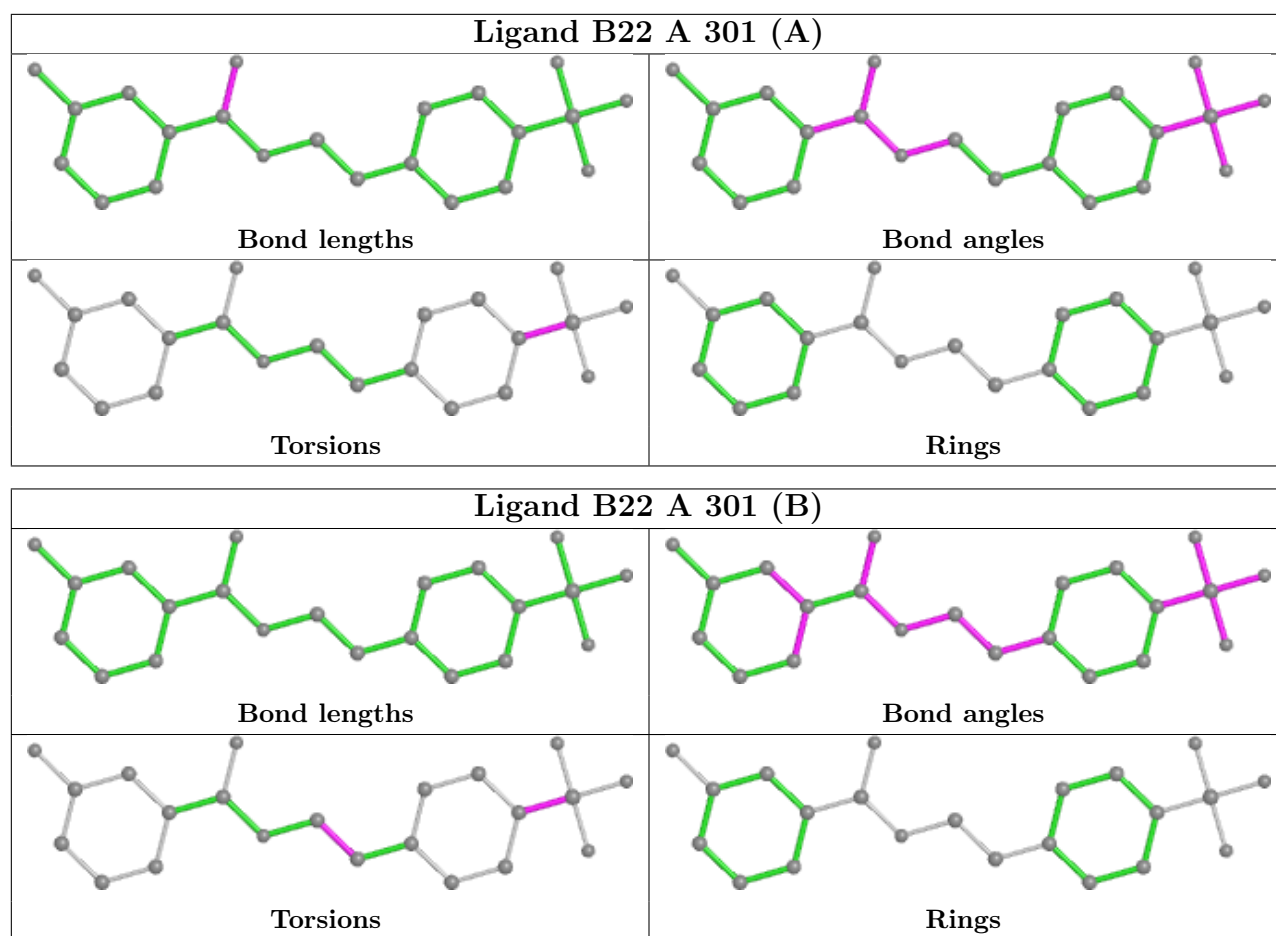 Ligand B22 A 301 (A)
Bond lengths
Bond angles
Torsions
Rings
Ligand B22 A 301 (B)
Bond lengths
Bond angles
Torsions
Rings